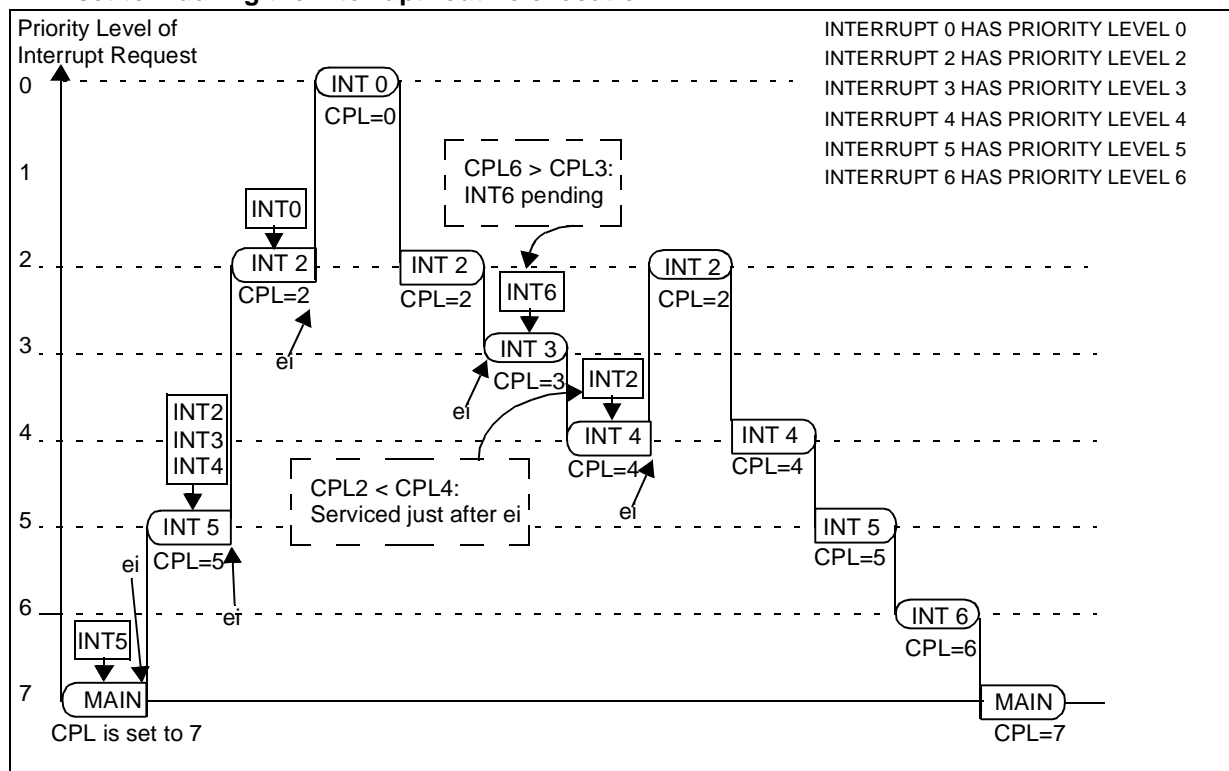 Priority Level of
Interrupt Request
INTERRUPT 0 HAS PRIORITY LEVEL 0
INTERRUPT 2 HAS PRIORITY LEVEL 2
INTERRUPT 3 HAS PRIORITY LEVEL 3
INTERRUPT 4 HAS PRIORITY LEVEL 4
INTERRUPT 5 HAS PRIORITY LEVEL 5
INTERRUPT 6 HAS PRIORITY LEVEL 6
0
INT 0
CPL=0
1
CPL6 > CPL3:
INT6 pending
INT0
2
INT 2
CPL=2
ei
INT 2
CPL=2
INT6
INT 2
CPL=2
3
INT 3
CPL=3
ei
INT2
INT2
INT3
INT4
4
INT 4
CPL=4
ei
INT 4
CPL=4
CPL2 < CPL4:
Serviced just after ei
5
INT 5
CPL=5
ei
ei
INT 5
CPL=5
6
INT 6
CPL=6
INT5
7
MAIN
CPL is set to 7
MAIN
CPL=7